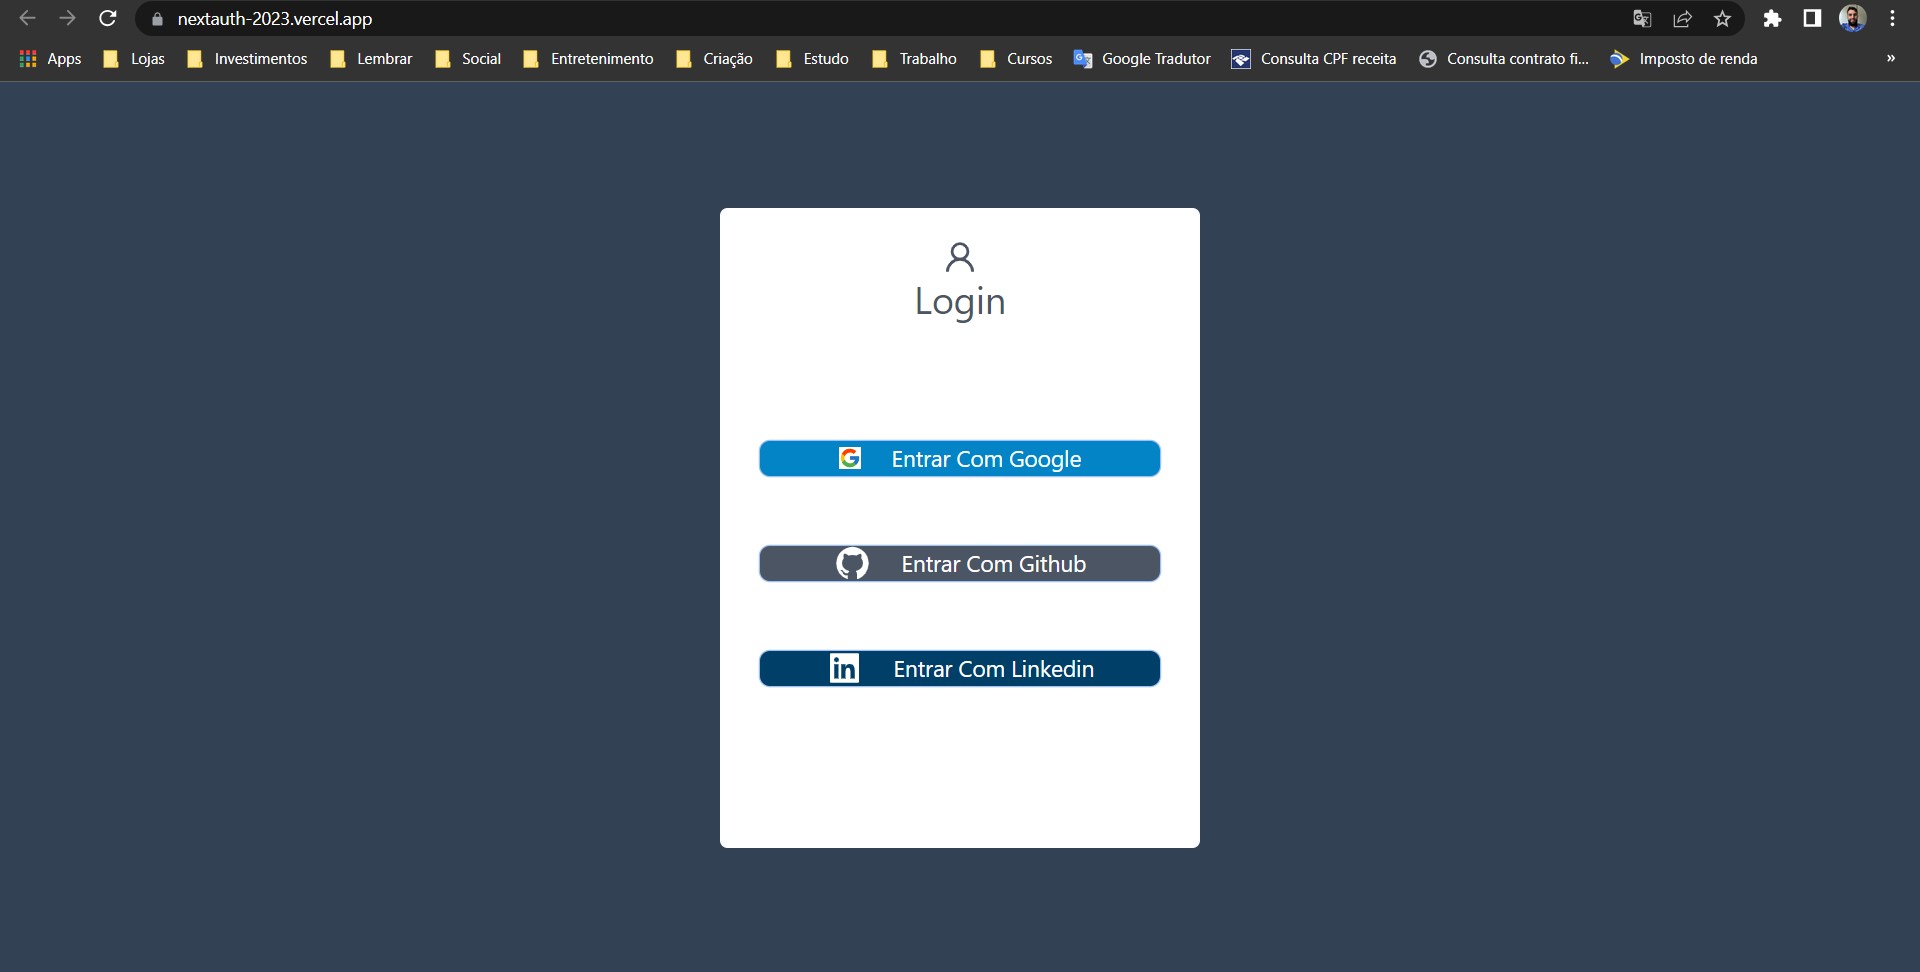 nextauth-2023.vercel.app
Apps Lojas Investimentos Lembrar Social Entretenimento Criação Estudo Trabalho Cursos Google Tradutor Consulta CPF receita Consulta contrato fi... Imposto de renda »
Login
G Entrar Com Google
Entrar Com Github
in Entrar Com Linkedin